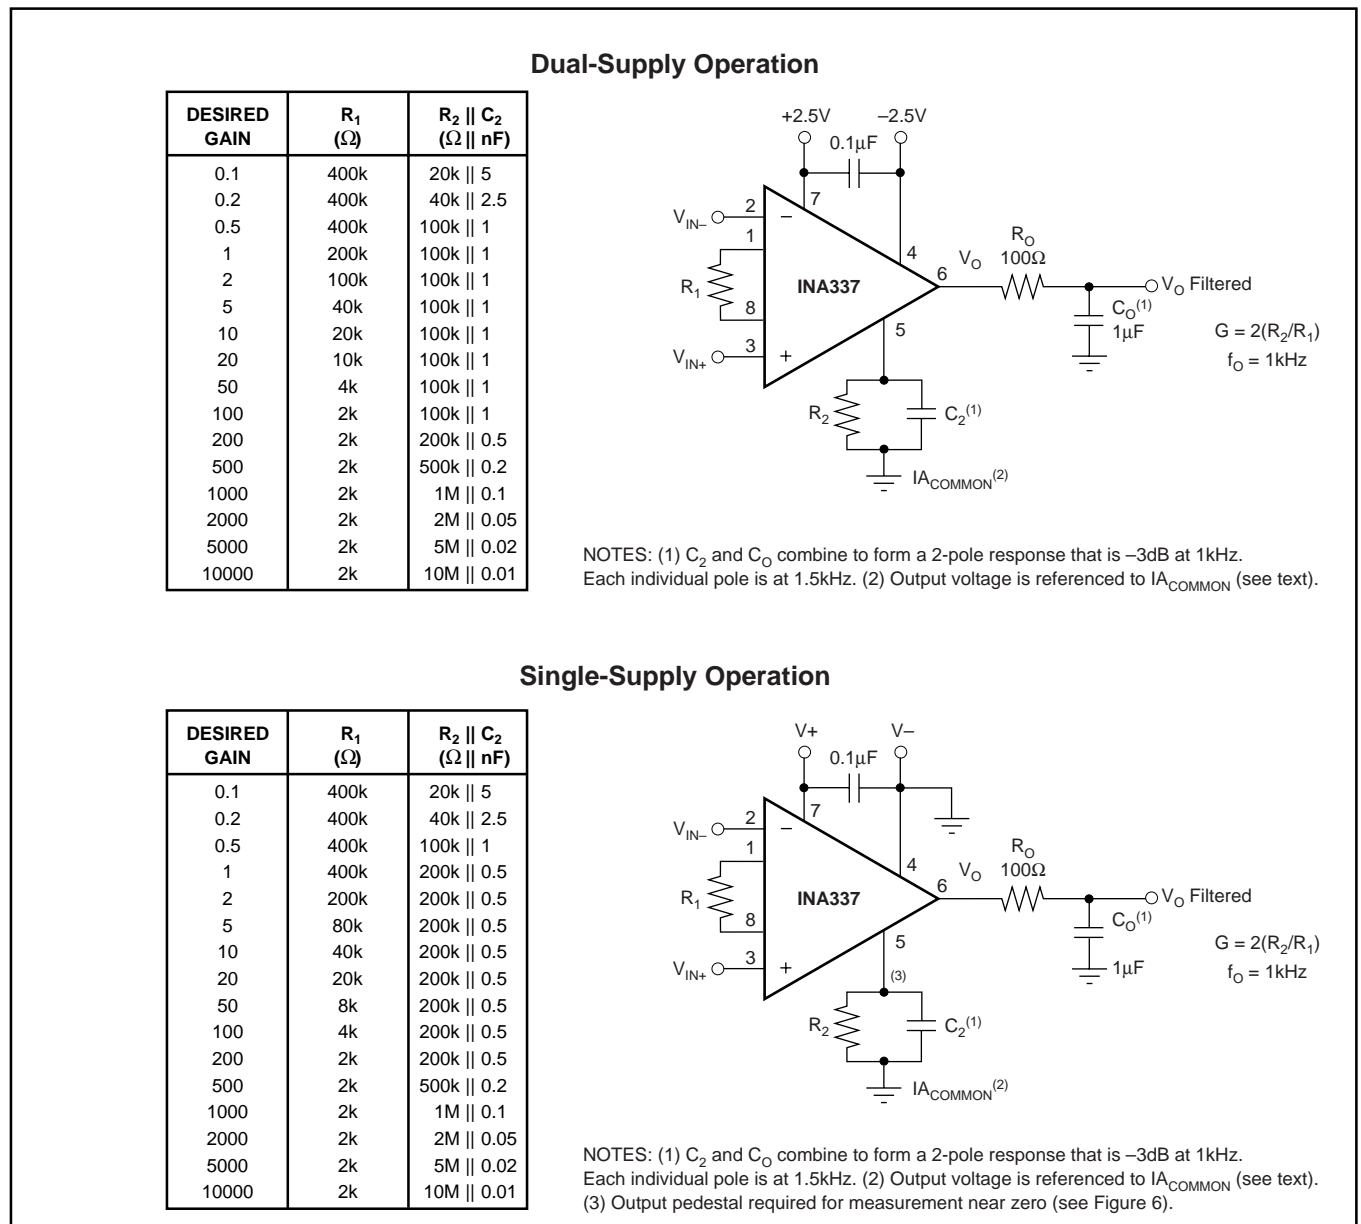 Dual-Supply Operation
DESIRED GAIN R1 (Ω) R2 || C2 (Ω || nF)
0.1 400k 20k || 5
0.2 400k 40k || 2.5
0.5 400k 100k || 1
1 200k 100k || 1
2 100k 100k || 1
5 40k 100k || 1
10 20k 100k || 1
20 10k 100k || 1
50 4k 100k || 1
100 2k 100k || 1
200 2k 200k || 0.5
500 2k 500k || 0.2
1000 2k 1M || 0.1
2000 2k 2M || 0.05
5000 2k 5M || 0.02
10000 2k 10M || 0.01
+2.5V –2.5V
0.1µF
7
VIN– 2 –
1
R1
INA337
8
VIN+ 3 +
4
6
5
VO
RO
100Ω
VO Filtered
CO(1)
1µF
G = 2(R2/R1)
fO = 1kHz
R2
C2(1)
IACOMMON(2)
NOTES: (1) C2 and CO combine to form a 2-pole response that is –3dB at 1kHz.
Each individual pole is at 1.5kHz. (2) Output voltage is referenced to IACOMMON (see text).
Single-Supply Operation
DESIRED GAIN R1 (Ω) R2 || C2 (Ω || nF)
0.1 400k 20k || 5
0.2 400k 40k || 2.5
0.5 400k 100k || 1
1 400k 200k || 0.5
2 200k 200k || 0.5
5 80k 200k || 0.5
10 40k 200k || 0.5
20 20k 200k || 0.5
50 8k 200k || 0.5
100 4k 200k || 0.5
200 2k 200k || 0.5
500 2k 500k || 0.2
1000 2k 1M || 0.1
2000 2k 2M || 0.05
5000 2k 5M || 0.02
10000 2k 10M || 0.01
V+ V–
0.1µF
7
VIN– 2 –
1
R1
INA337
8
VIN+ 3 +
4
6
5
(3)
VO
RO
100Ω
VO Filtered
CO(1)
1µF
G = 2(R2/R1)
fO = 1kHz
R2
C2(1)
IACOMMON(2)
NOTES: (1) C2 and CO combine to form a 2-pole response that is –3dB at 1kHz.
Each individual pole is at 1.5kHz. (2) Output voltage is referenced to IACOMMON (see text).
(3) Output pedestal required for measurement near zero (see Figure 6).